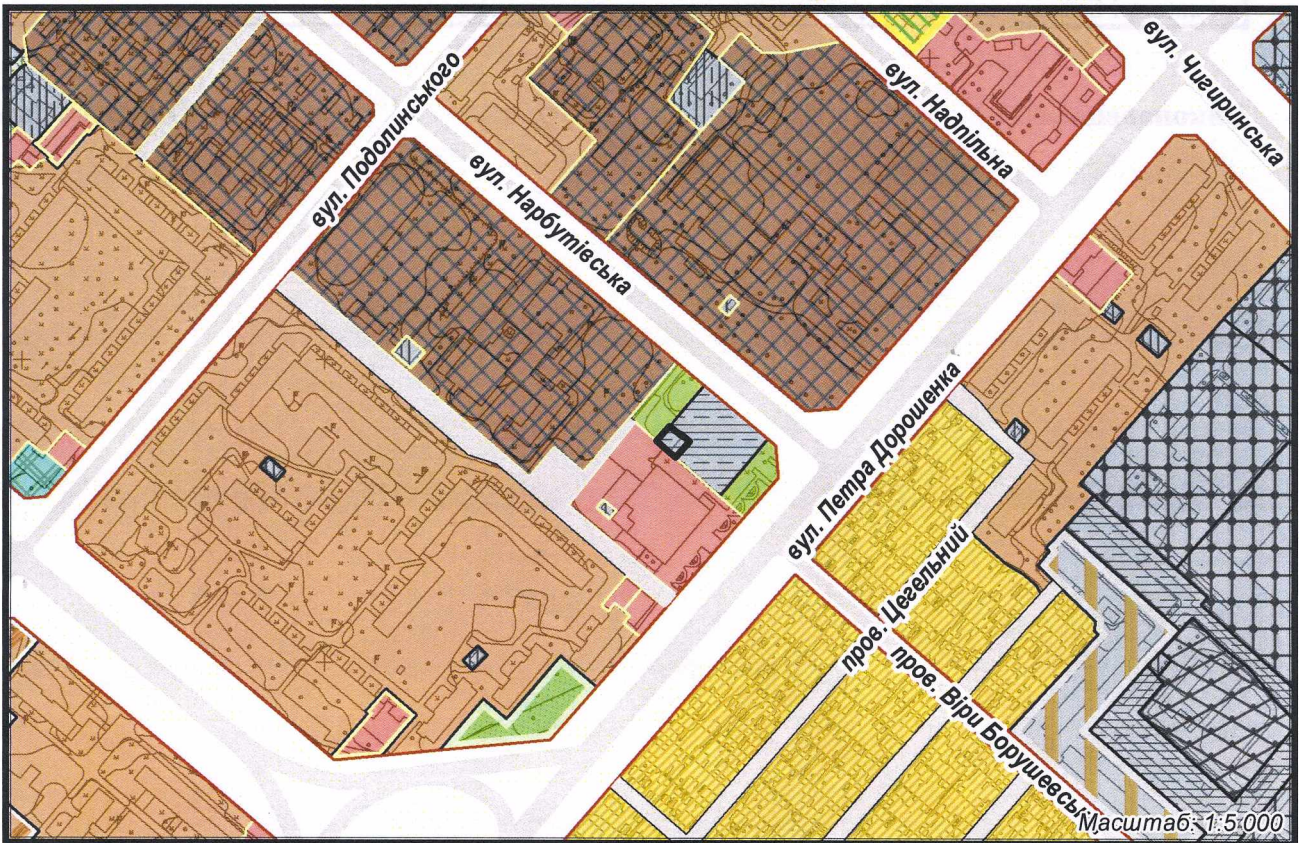 вул. Подолинського
вул. Нарбутівська
вул. Надпільна
вул. Чигиринська
вул. Петра Дорошенка
пров. Цегельний
пров. Віри Борушевськ
Масштаб: 1:5 000